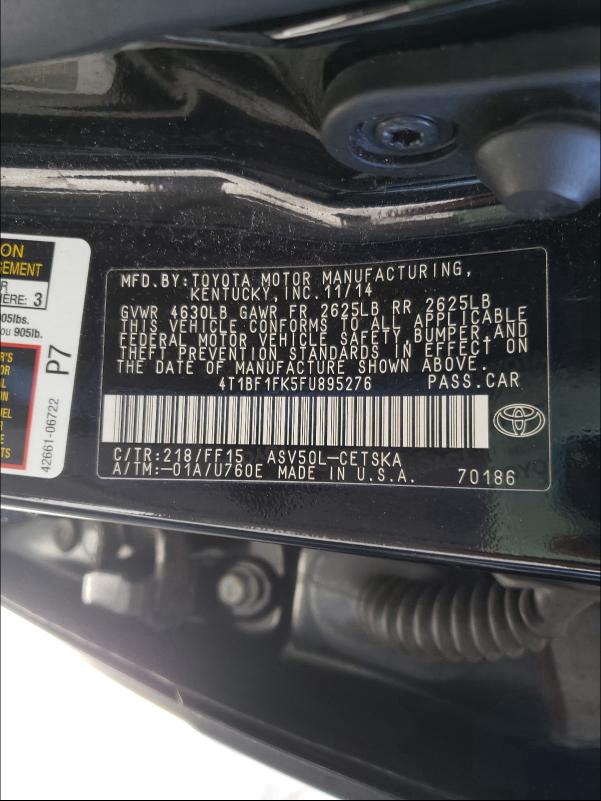 ON
GEMENT
R
HERE: 3
905lbs.
ou 905lb.
R'S
P7
42661-06722
MFD.BY:TOYOTA MOTOR MANUFACTURING,
KENTUCKY, INC. 11/14
GVWR 4630LB GAWR FR 2625LB RR 2625LB
THIS VEHICLE CONFORMS TO ALL APPLICABLE
FEDERAL MOTOR VEHICLE SAFETY, BUMPER, AND
THEFT PREVENTION STANDARDS IN EFFECT ON
THE DATE OF MANUFACTURE SHOWN ABOVE.
4T1BF1FK5FU895276 PASS.CAR
C/TR:218/FF15 ASV50L-CETSKA
A/TM:-01A/U760E MADE IN U.S.A. 70186